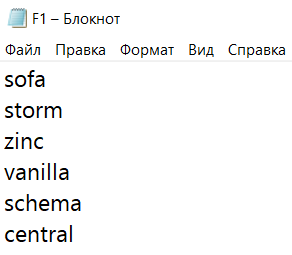 F1 – Блокнот
Файл Правка Формат Вид Справка
sofa
storm
zinc
vanilla
schema
central